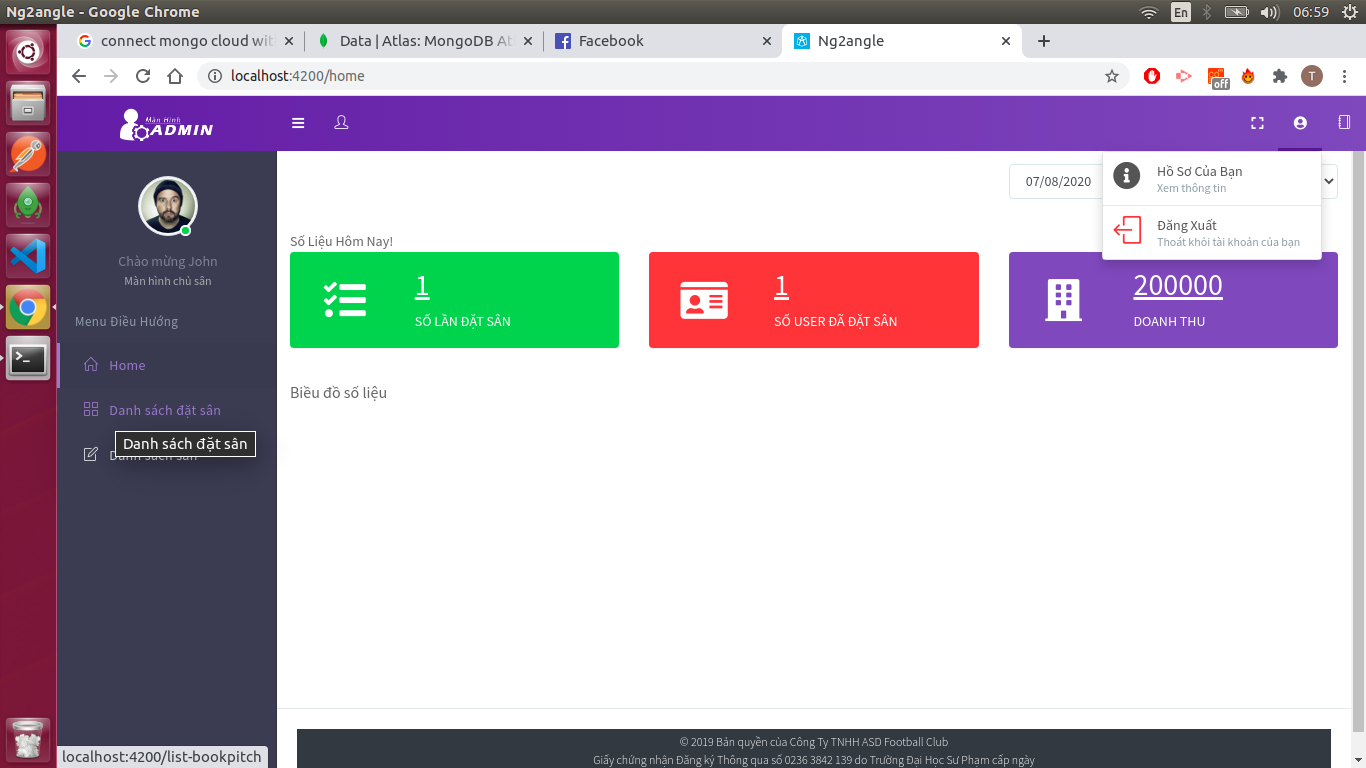 Ng2angle - Google Chrome
En
06:59
connect mongo cloud wit
Data | Atlas: MongoDB At
Facebook
Ng2angle
localhost:4200/home
off
T
Màn Hình
ADMIN
Hồ Sơ Của Bạn
Xem thông tin
Đăng Xuất
Thoát khỏi tài khoản của bạn
07/08/2020
Chào mừng John
Màn hình chủ sân
Menu Điều Hướng
Home
Danh sách đặt sân
Danh sách đặt sân
Danh sách sân
Số Liệu Hôm Nay!
1
SỐ LẦN ĐẶT SÂN
1
SỐ USER ĐÃ ĐẶT SÂN
200000
DOANH THU
Biều đồ số liệu
© 2019 Bản quyền của Công Ty TNHH ASD Football Club
Giấy chứng nhận Đăng ký Thông qua số 0236 3842 139 do Trường Đại Học Sư Phạm cấp ngày
localhost:4200/list-bookpitch